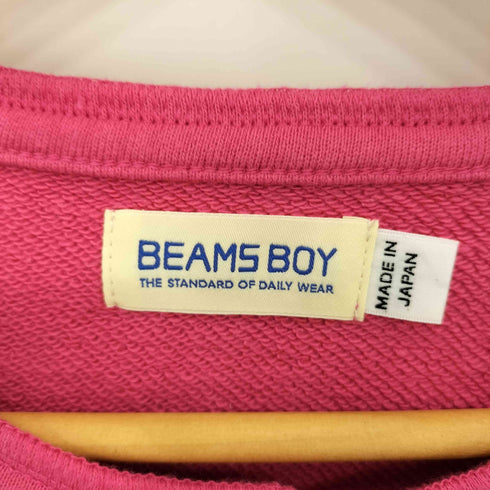 BEAMS BOY
THE STANDARD OF DAILY WEAR
MADE IN
JAPAN